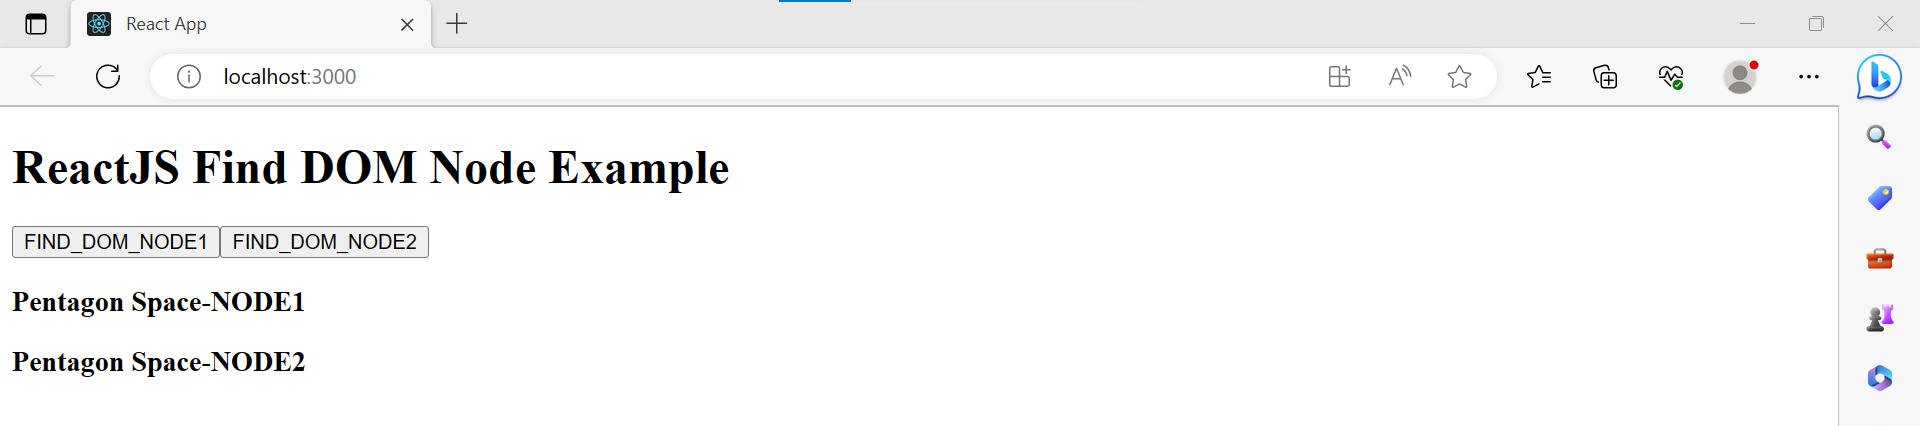 React App
localhost:3000
ReactJS Find DOM Node Example
FIND_DOM_NODE1 FIND_DOM_NODE2
Pentagon Space-NODE1
Pentagon Space-NODE2